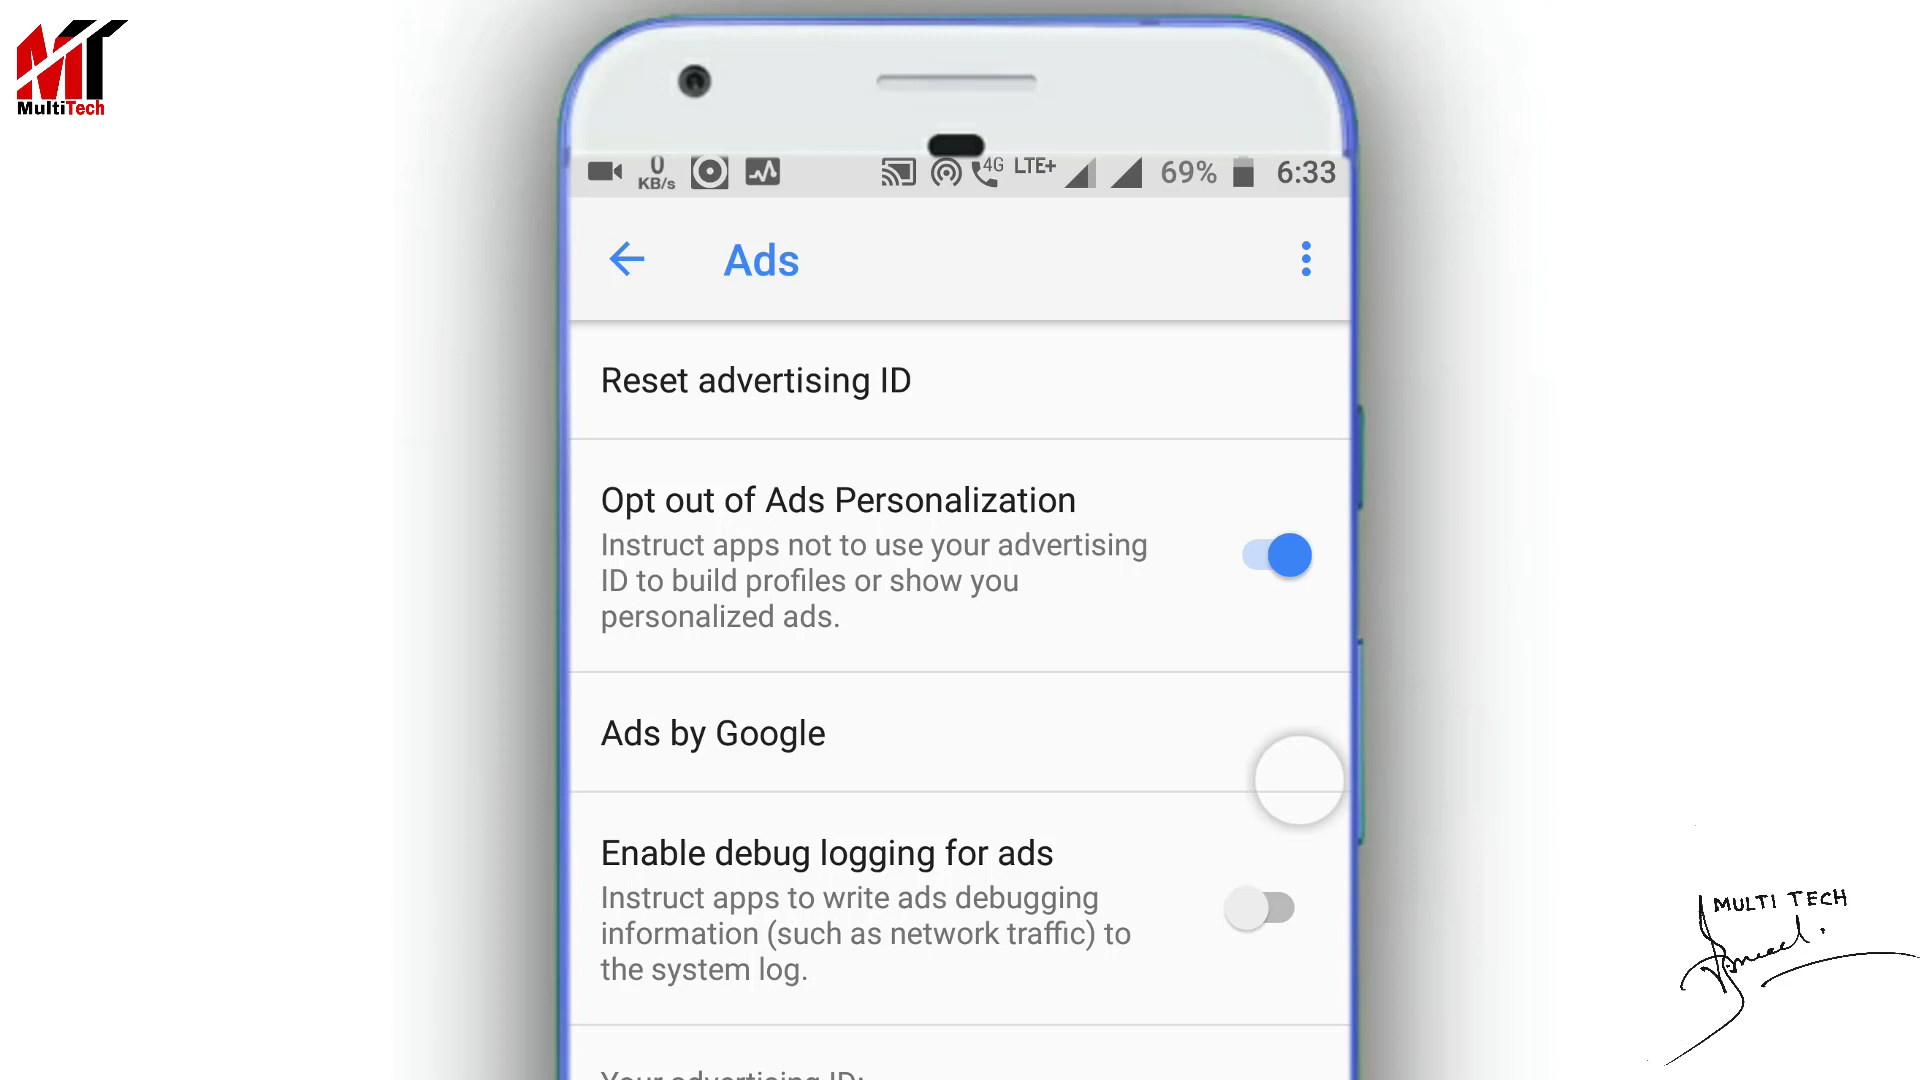 MultiTech
0
KB/s
4G
LTE+
69%
6:33
Ads
Reset advertising ID
Opt out of Ads Personalization
Instruct apps not to use your advertising
ID to build profiles or show you
personalized ads.
Ads by Google
Enable debug logging for ads
Instruct apps to write ads debugging
information (such as network traffic) to
the system log.
Your advertising ID:
MULTI TECH